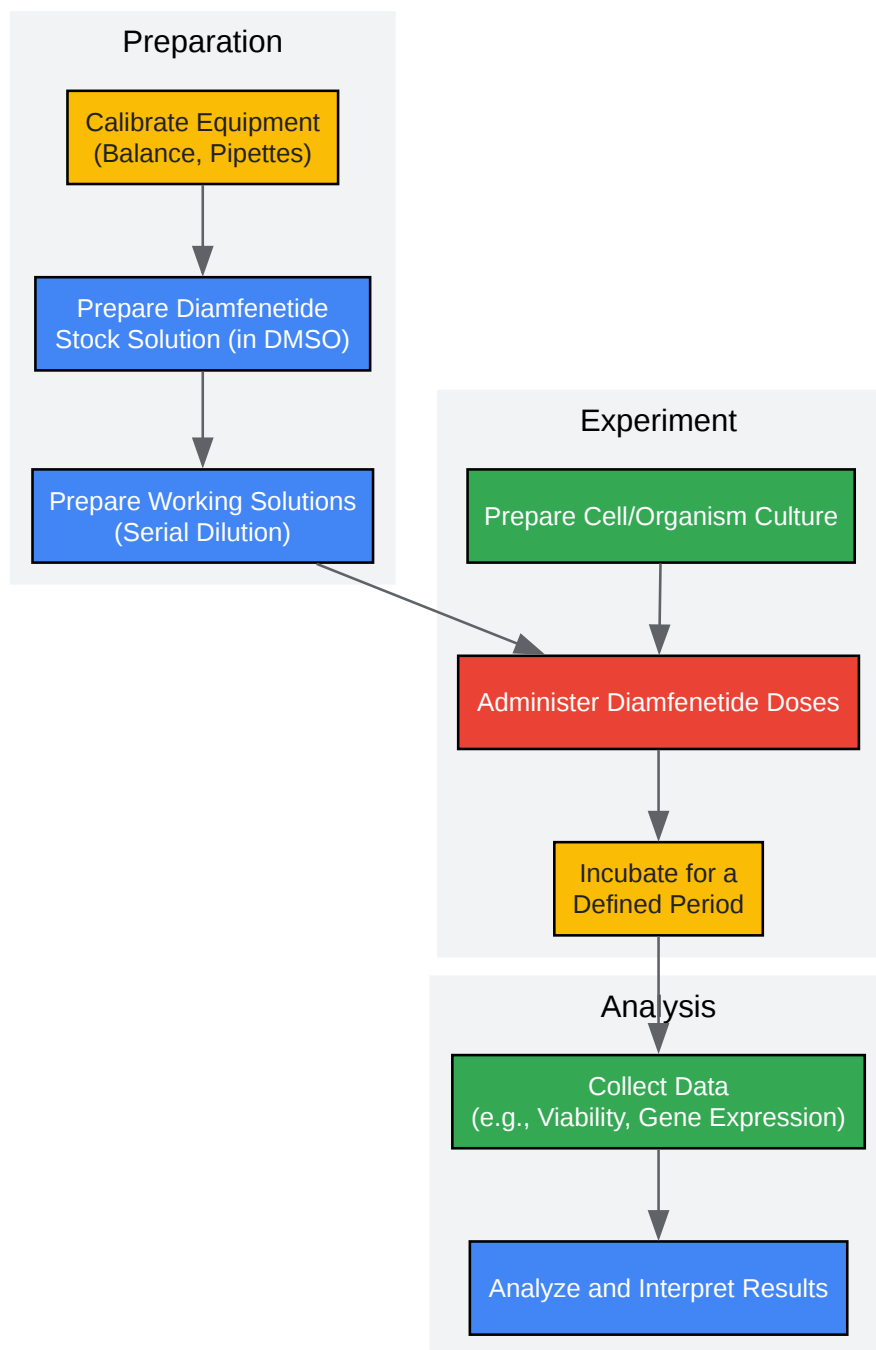 Preparation
Calibrate Equipment
(Balance, Pipettes)
Prepare Diamfenetide
Stock Solution (in DMSO)
Prepare Working Solutions
(Serial Dilution)
Experiment
Prepare Cell/Organism Culture
Administer Diamfenetide Doses
Incubate for a
Defined Period
Analysis
Collect Data
(e.g., Viability, Gene Expression)
Analyze and Interpret Results